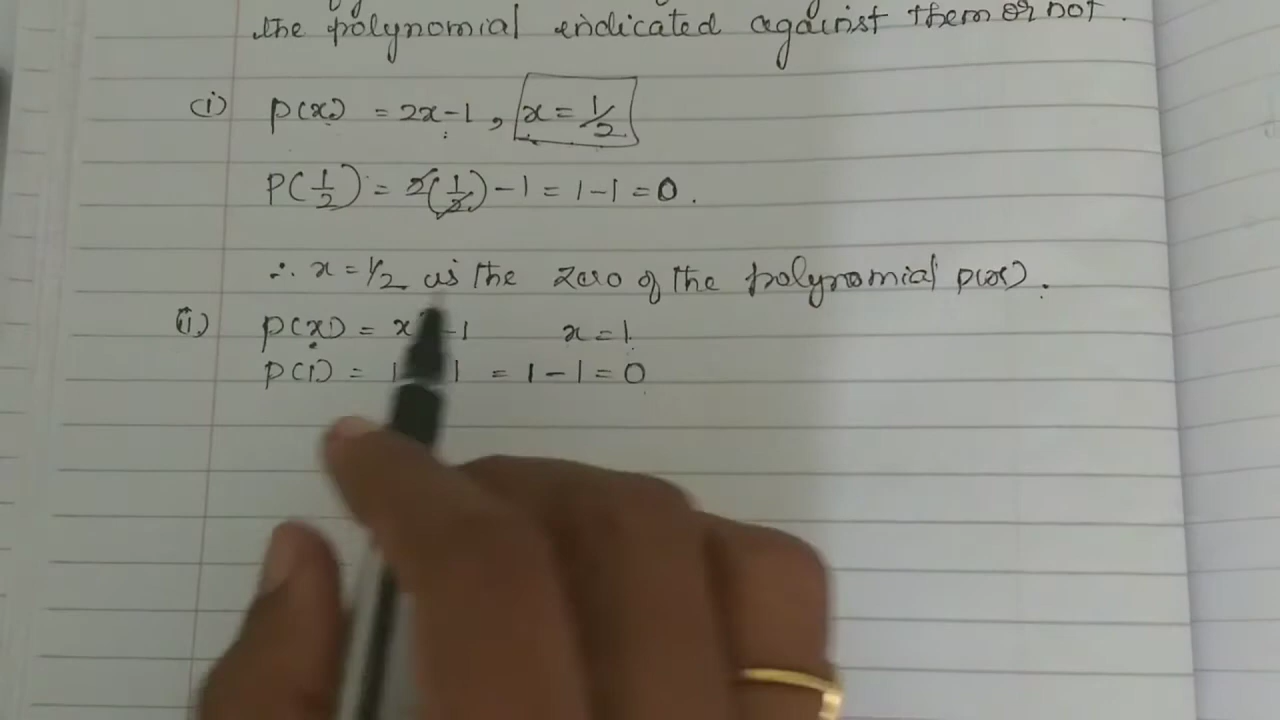 the polynomial indicated against them or not.
(i) p(x) = 2x-1, x = 1/2
P(1/2) = 2(1/2) - 1 = 1 - 1 = 0.
∴ x = 1/2 is the zero of the polynomial p(x).
(ii) p(x) = x -1 x = 1
p(1) = 1 1 = 1 - 1 = 0